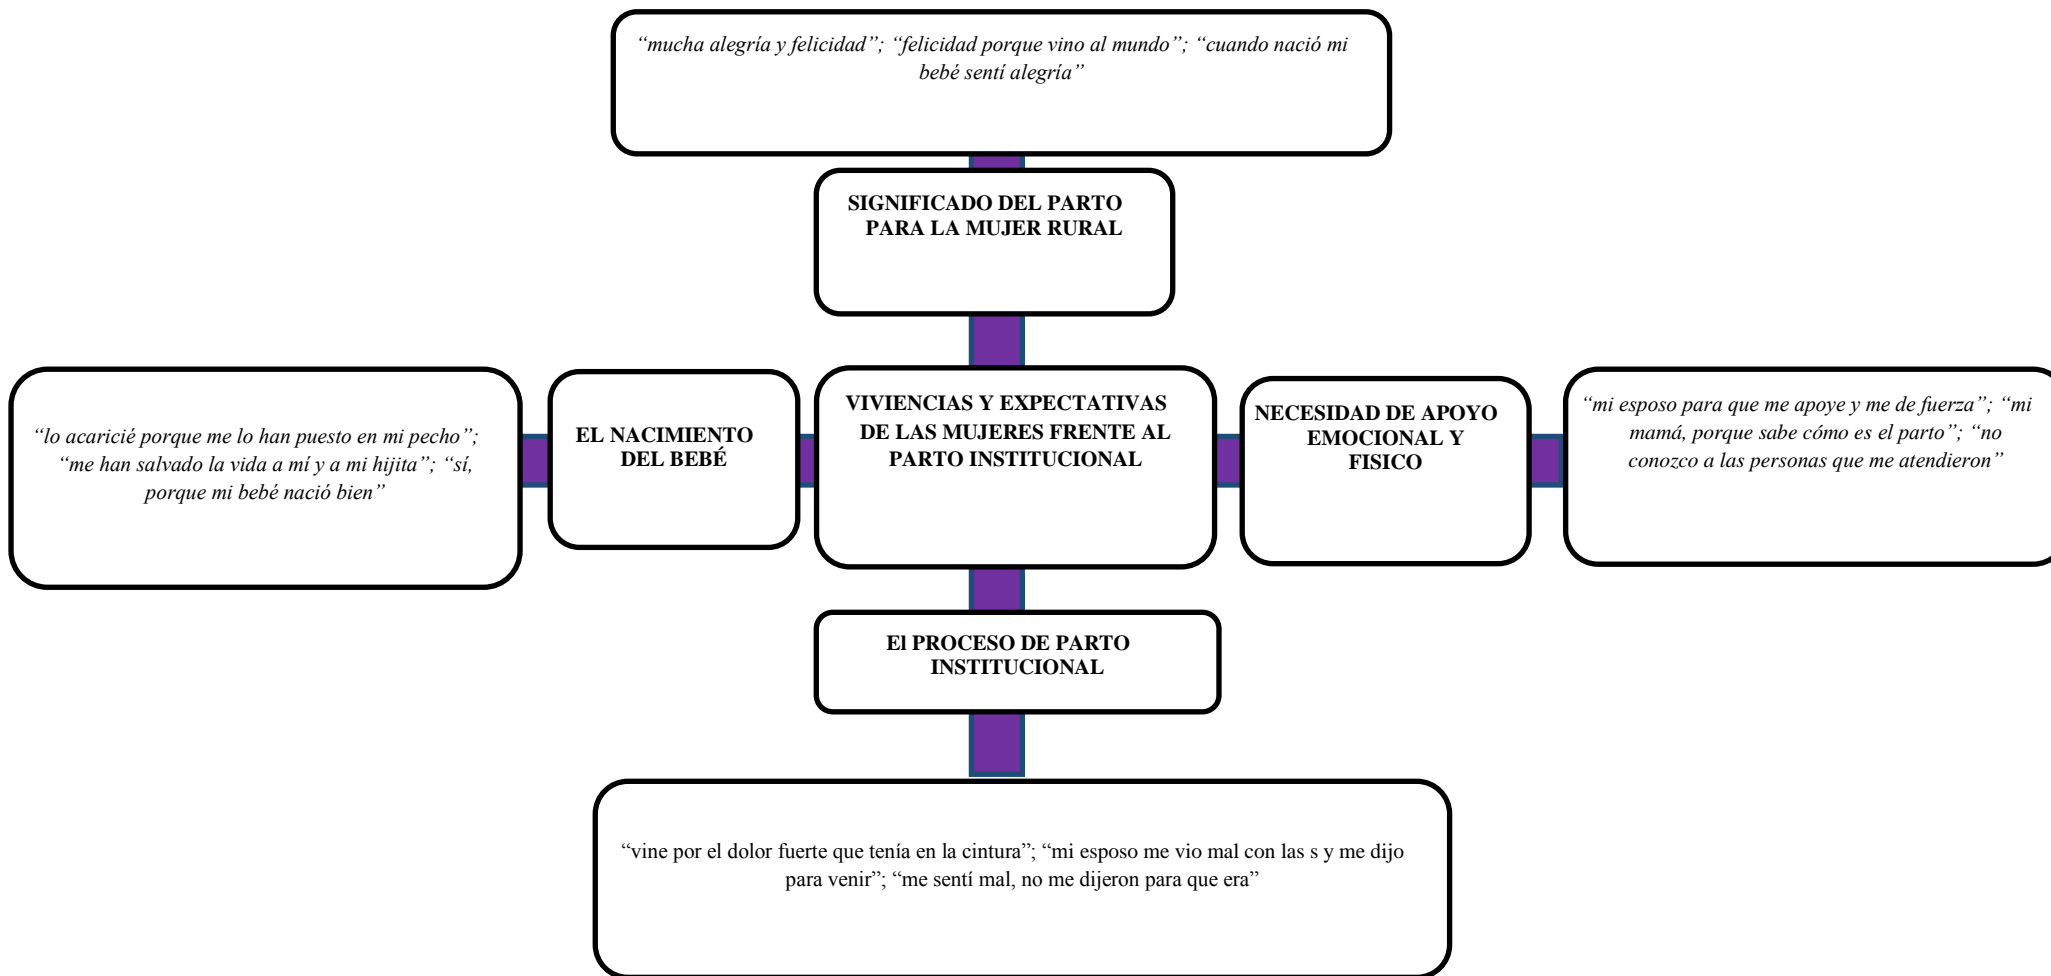 “mucha alegría y felicidad”; “felicidad porque vino al mundo”; “cuando nació mi
bebé sentí alegría”
SIGNIFICADO DEL PARTO
PARA LA MUJER RURAL
“lo acaricié porque me lo han puesto en mi pecho”;
“me han salvado la vida a mí y a mi hijita”; “sí,
porque mi bebé nació bien”
EL NACIMIENTO
DEL BEBÉ
VIVIENCIAS Y EXPECTATIVAS
DE LAS MUJERES FRENTE AL
PARTO INSTITUCIONAL
NECESIDAD DE APOYO
EMOCIONAL Y
FISICO
“mi esposo para que me apoye y me de fuerza”; “mi
mamá, porque sabe cómo es el parto”; “no
conozco a las personas que me atendieron”
El PROCESO DE PARTO
INSTITUCIONAL
“vine por el dolor fuerte que tenía en la cintura”; “mi esposo me vio mal con las s y me dijo
para venir”; “me sentí mal, no me dijeron para que era”